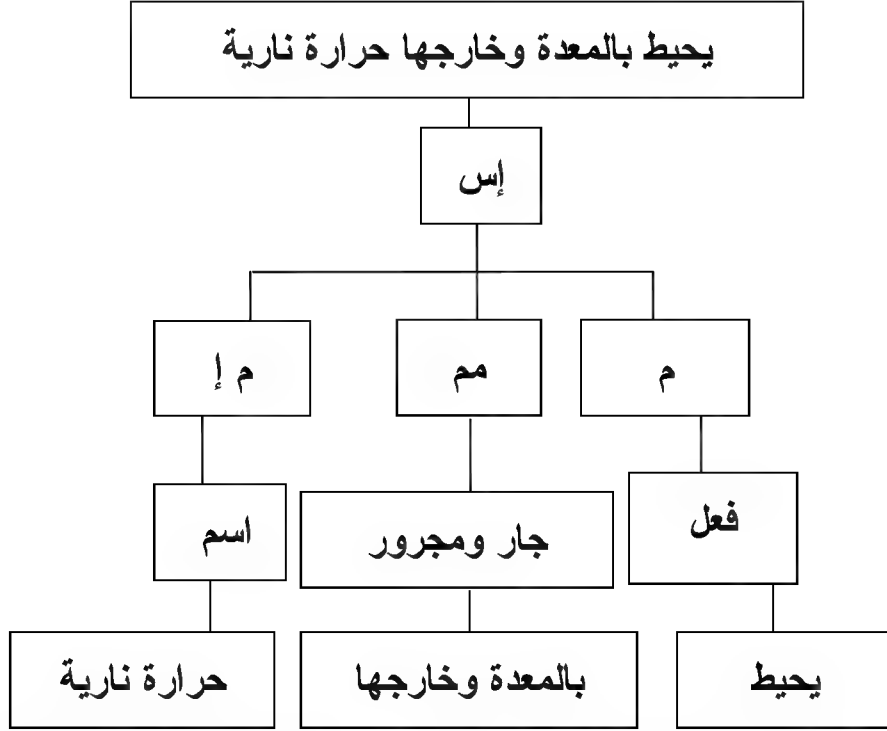 يحيط بالمعدة وخارجها حرارة نارية
إس
م
مم
م إ
فعل
جار ومجرور
اسم
يحيط
بالمعدة وخارجها
حرارة نارية